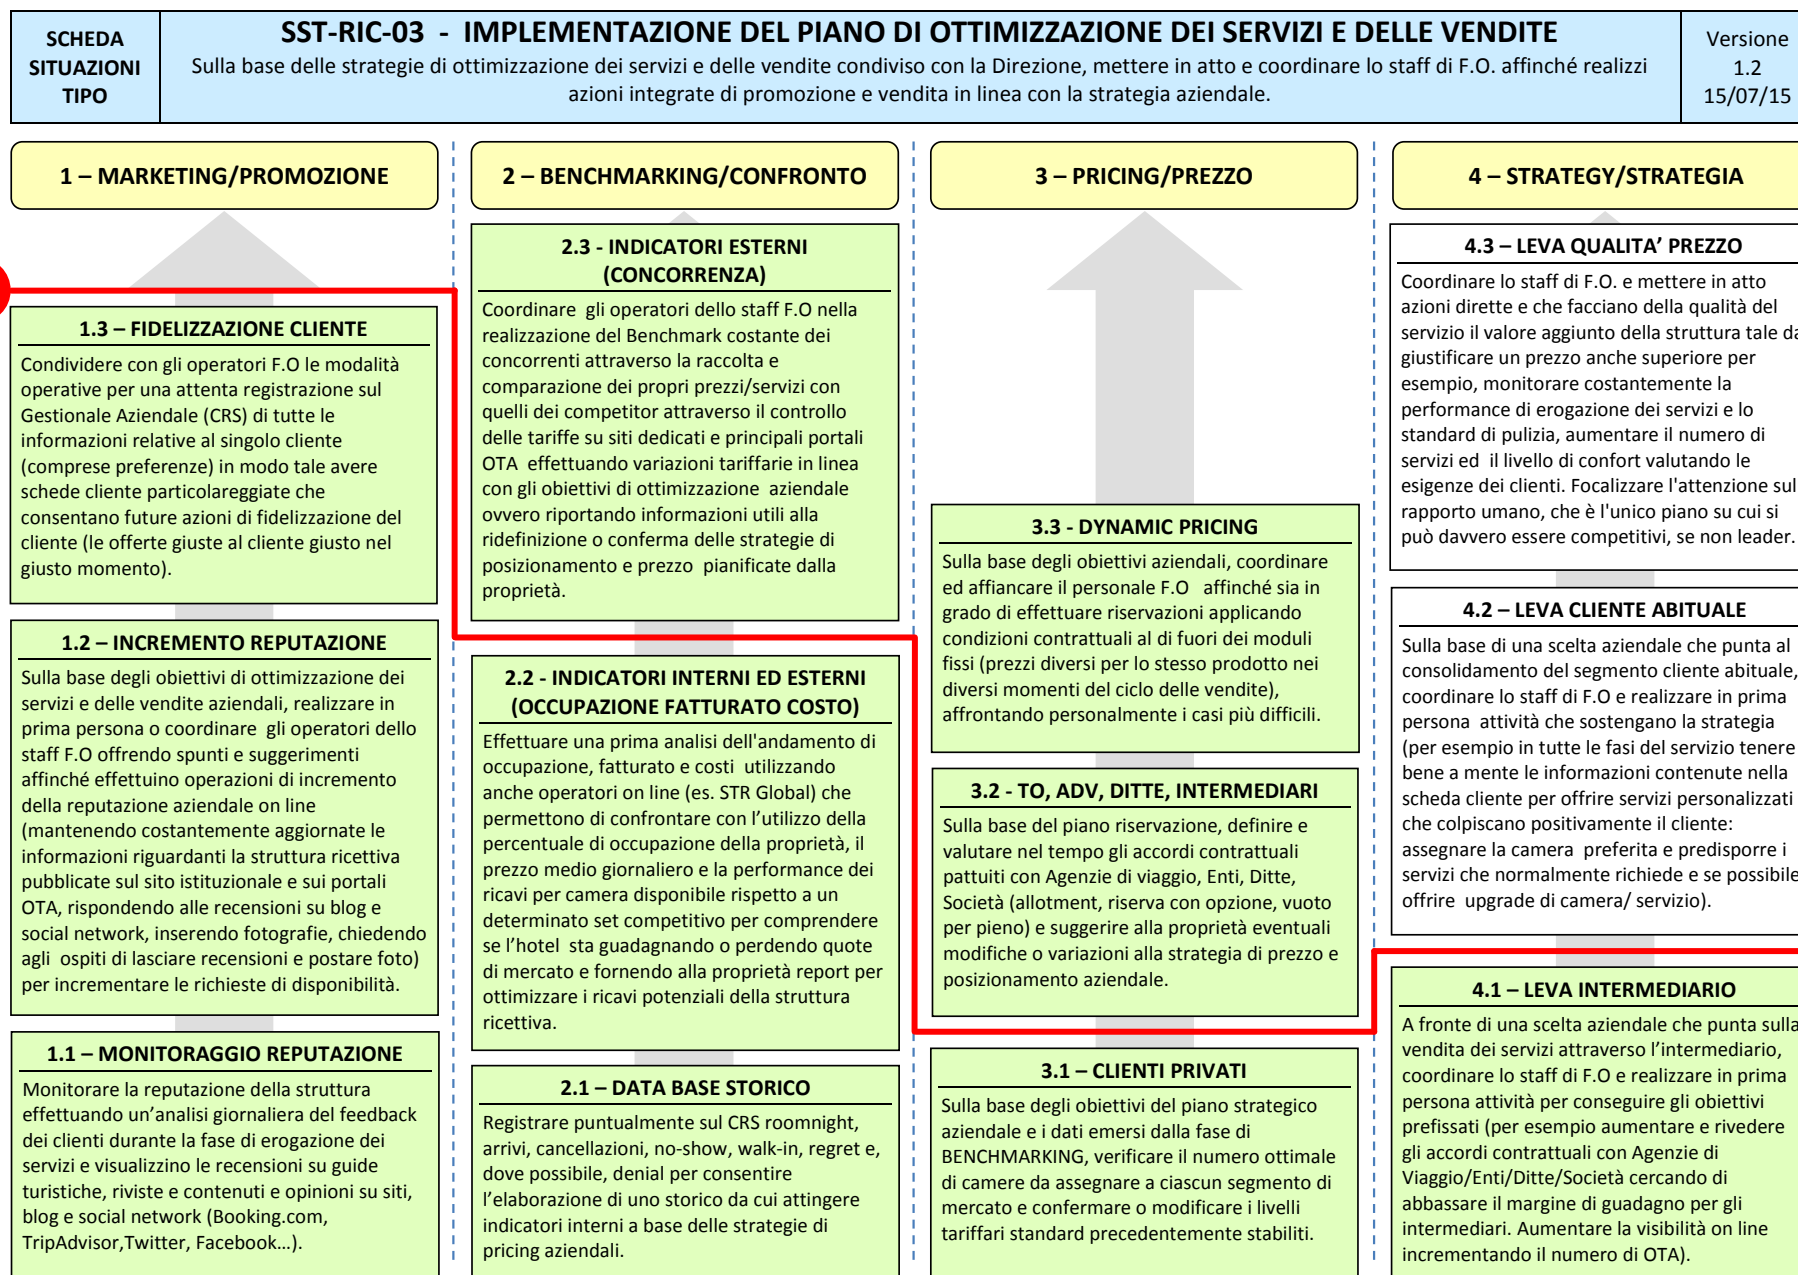 SCHEDA
SITUAZIONI
TIPO
SST-RIC-03 - IMPLEMENTAZIONE DEL PIANO DI OTTIMIZZAZIONE DEI SERVIZI E DELLE VENDITE
Sulla base delle strategie di ottimizzazione dei servizi e delle vendite condiviso con la Direzione, mettere in atto e coordinare lo staff di F.O. affinché realizzi
azioni integrate di promozione e vendita in linea con la strategia aziendale.
Versione
1.2
15/07/15
1 – MARKETING/PROMOZIONE
1.3 – FIDELIZZAZIONE CLIENTE
Condividere con gli operatori F.O le modalità
operative per una attenta registrazione sul
Gestionale Aziendale (CRS) di tutte le
informazioni relative al singolo cliente
(comprese preferenze) in modo tale avere
schede cliente particolareggiate che
consentano future azioni di fidelizzazione del
cliente (le offerte giuste al cliente giusto nel
giusto momento).
1.2 – INCREMENTO REPUTAZIONE
Sulla base degli obiettivi di ottimizzazione dei
servizi e delle vendite aziendali, realizzare in
prima persona o coordinare gli operatori dello
staff F.O offrendo spunti e suggerimenti
affinché effettuino operazioni di incremento
della reputazione aziendale on line
(mantenendo costantemente aggiornate le
informazioni riguardanti la struttura ricettiva
pubblicate sul sito istituzionale e sui portali
OTA, rispondendo alle recensioni su blog e
social network, inserendo fotografie, chiedendo
agli ospiti di lasciare recensioni e postare foto)
per incrementare le richieste di disponibilità.
1.1 – MONITORAGGIO REPUTAZIONE
Monitorare la reputazione della struttura
effettuando un’analisi giornaliera del feedback
dei clienti durante la fase di erogazione dei
servizi e visualizzino le recensioni su guide
turistiche, riviste e contenuti e opinioni su siti,
blog e social network (Booking.com,
TripAdvisor,Twitter, Facebook…).
2 – BENCHMARKING/CONFRONTO
2.3 - INDICATORI ESTERNI
(CONCORRENZA)
Coordinare gli operatori dello staff F.O nella
realizzazione del Benchmark costante dei
concorrenti attraverso la raccolta e
comparazione dei propri prezzi/servizi con
quelli dei competitor attraverso il controllo
delle tariffe su siti dedicati e principali portali
OTA effettuando variazioni tariffarie in linea
con gli obiettivi di ottimizzazione aziendale
ovvero riportando informazioni utili alla
ridefinizione o conferma delle strategie di
posizionamento e prezzo pianificate dalla
proprietà.
2.2 - INDICATORI INTERNI ED ESTERNI
(OCCUPAZIONE FATTURATO COSTO)
Effettuare una prima analisi dell'andamento di
occupazione, fatturato e costi utilizzando
anche operatori on line (es. STR Global) che
permettono di confrontare con l’utilizzo della
percentuale di occupazione della proprietà, il
prezzo medio giornaliero e la performance dei
ricavi per camera disponibile rispetto a un
determinato set competitivo per comprendere
se l’hotel sta guadagnando o perdendo quote
di mercato e fornendo alla proprietà report per
ottimizzare i ricavi potenziali della struttura
ricettiva.
2.1 – DATA BASE STORICO
Registrare puntualmente sul CRS roomnight,
arrivi, cancellazioni, no-show, walk-in, regret e,
dove possibile, denial per consentire
l’elaborazione di uno storico da cui attingere
indicatori interni a base delle strategie di
pricing aziendali.
3 – PRICING/PREZZO
3.3 - DYNAMIC PRICING
Sulla base degli obiettivi aziendali, coordinare
ed affiancare il personale F.O affinché sia in
grado di effettuare riservazioni applicando
condizioni contrattuali al di fuori dei moduli
fissi (prezzi diversi per lo stesso prodotto nei
diversi momenti del ciclo delle vendite),
affrontando personalmente i casi più difficili.
3.2 - TO, ADV, DITTE, INTERMEDIARI
Sulla base del piano riservazione, definire e
valutare nel tempo gli accordi contrattuali
pattuiti con Agenzie di viaggio, Enti, Ditte,
Società (allotment, riserva con opzione, vuoto
per pieno) e suggerire alla proprietà eventuali
modifiche o variazioni alla strategia di prezzo e
posizionamento aziendale.
3.1 – CLIENTI PRIVATI
Sulla base degli obiettivi del piano strategico
aziendale e i dati emersi dalla fase di
BENCHMARKING, verificare il numero ottimale
di camere da assegnare a ciascun segmento di
mercato e confermare o modificare i livelli
tariffari standard precedentemente stabiliti.
4 – STRATEGY/STRATEGIA
4.3 – LEVA QUALITA’ PREZZO
Coordinare lo staff di F.O. e mettere in atto
azioni dirette e che facciano della qualità del
servizio il valore aggiunto della struttura tale da
giustificare un prezzo anche superiore per
esempio, monitorare costantemente la
performance di erogazione dei servizi e lo
standard di pulizia, aumentare il numero di
servizi ed il livello di confort valutando le
esigenze dei clienti. Focalizzare l'attenzione sul
rapporto umano, che è l'unico piano su cui si
può davvero essere competitivi, se non leader.
4.2 – LEVA CLIENTE ABITUALE
Sulla base di una scelta aziendale che punta al
consolidamento del segmento cliente abituale,
coordinare lo staff di F.O e realizzare in prima
persona attività che sostengano la strategia
(per esempio in tutte le fasi del servizio tenere
bene a mente le informazioni contenute nella
scheda cliente per offrire servizi personalizzati
che colpiscano positivamente il cliente:
assegnare la camera preferita e predisporre i
servizi che normalmente richiede e se possibile
offrire upgrade di camera/ servizio).
4.1 – LEVA INTERMEDIARIO
A fronte di una scelta aziendale che punta sulla
vendita dei servizi attraverso l’intermediario,
coordinare lo staff di F.O e realizzare in prima
persona attività per conseguire gli obiettivi
prefissati (per esempio aumentare e rivedere
gli accordi contrattuali con Agenzie di
Viaggio/Enti/Ditte/Società cercando di
abbassare il margine di guadagno per gli
intermediari. Aumentare la visibilità on line
incrementando il numero di OTA).